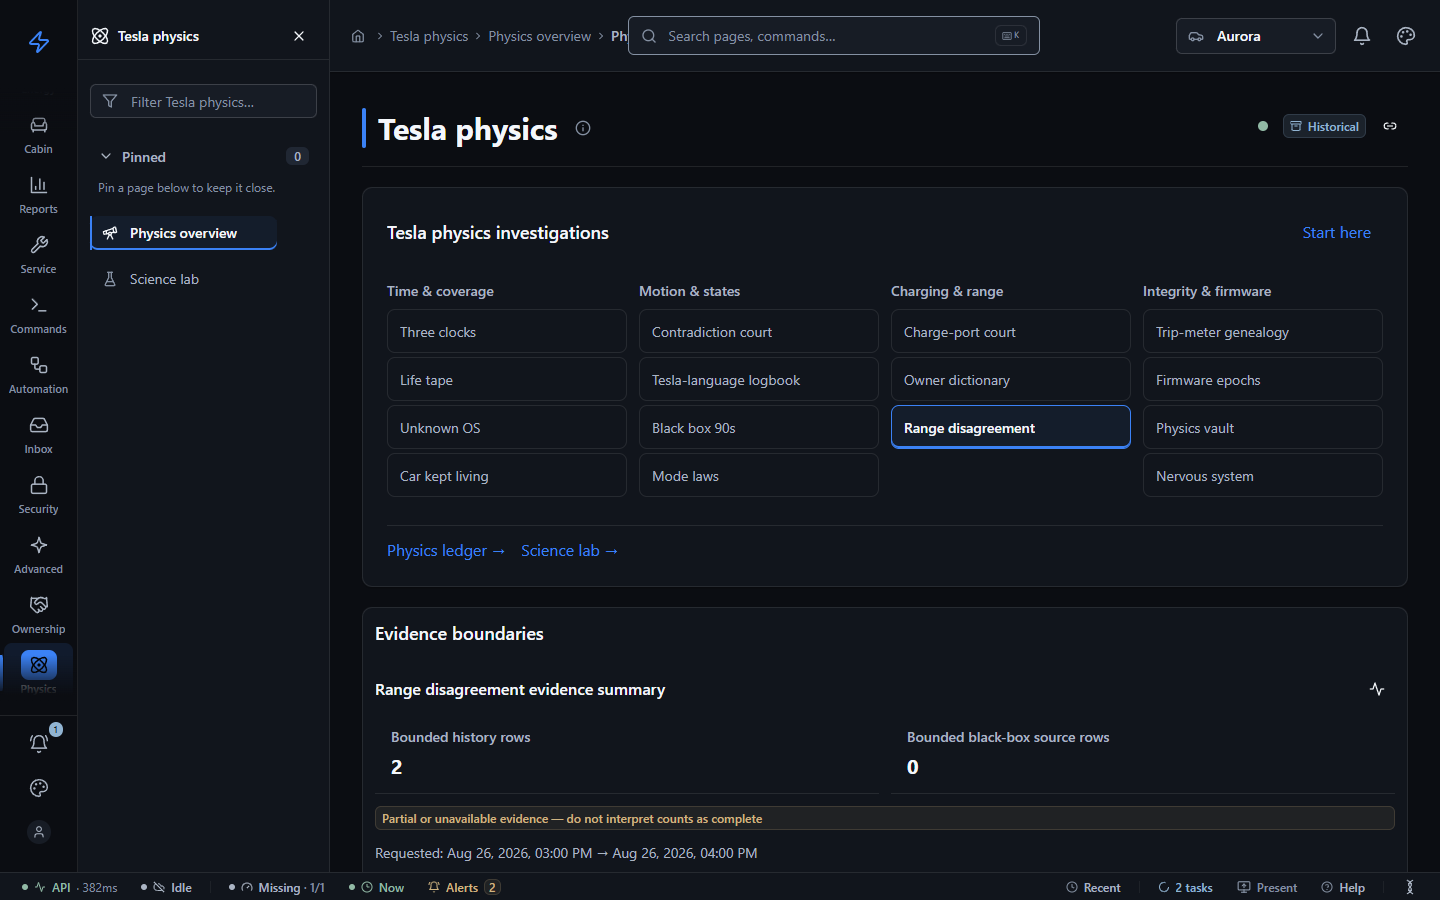 Tesla physics
Tesla physics
Physics overview
Ph
Search pages, commands...
K
Aurora
Filter Tesla physics...
Pinned
0
Pin a page below to keep it close.
Physics overview
Science lab
Cabin
Reports
Service
Commands
Automation
Inbox
Security
Advanced
Ownership
Physics
1
Tesla physics
Historical
Tesla physics investigations
Start here
Time & coverage
Three clocks
Life tape
Unknown OS
Car kept living
Motion & states
Contradiction court
Tesla-language logbook
Black box 90s
Mode laws
Charging & range
Charge-port court
Owner dictionary
Range disagreement
Integrity & firmware
Trip-meter genealogy
Firmware epochs
Physics vault
Nervous system
Physics ledger →
Science lab →
Evidence boundaries
Range disagreement evidence summary
Bounded history rows
2
Bounded black-box source rows
0
Partial or unavailable evidence — do not interpret counts as complete
Requested: Aug 26, 2026, 03:00 PM → Aug 26, 2026, 04:00 PM
API · 382ms
Idle
Missing · 1/1
Now
Alerts 2
Recent
2 tasks
Present
Help